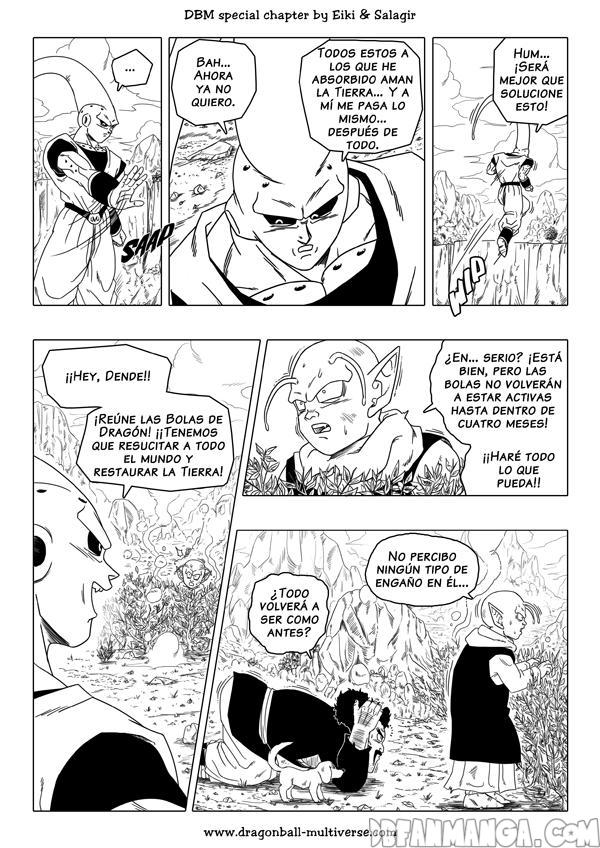 DBM special chapter by Eiki & Salagir
...
SAAD
Bah...
Ahora
ya no
quiero.
Todos estos a
los que he
absorbido aman
la Tierra... Y a
mí me pasa lo
mismo...
después de
todo.
Hum...
¡Será
mejor que
solucione
esto!
WIP
¡¡Hey, Dende!!
¡Reúne las Bolas de
Dragón! ¡¡Tenemos
que resucitar a todo
el mundo y
restaurar la Tierra!
¿En... serio? ¡Está
bien, pero las
bolas no volverán
a estar activas
hasta dentro de
cuatro meses!
¡¡Haré todo
lo que
pueda!!
¿Todo
volverá a
ser como
antes?
No percibo
ningún tipo de
engaño en él...
www.dragonball-multiverse.com
DBFANMANGA.COM